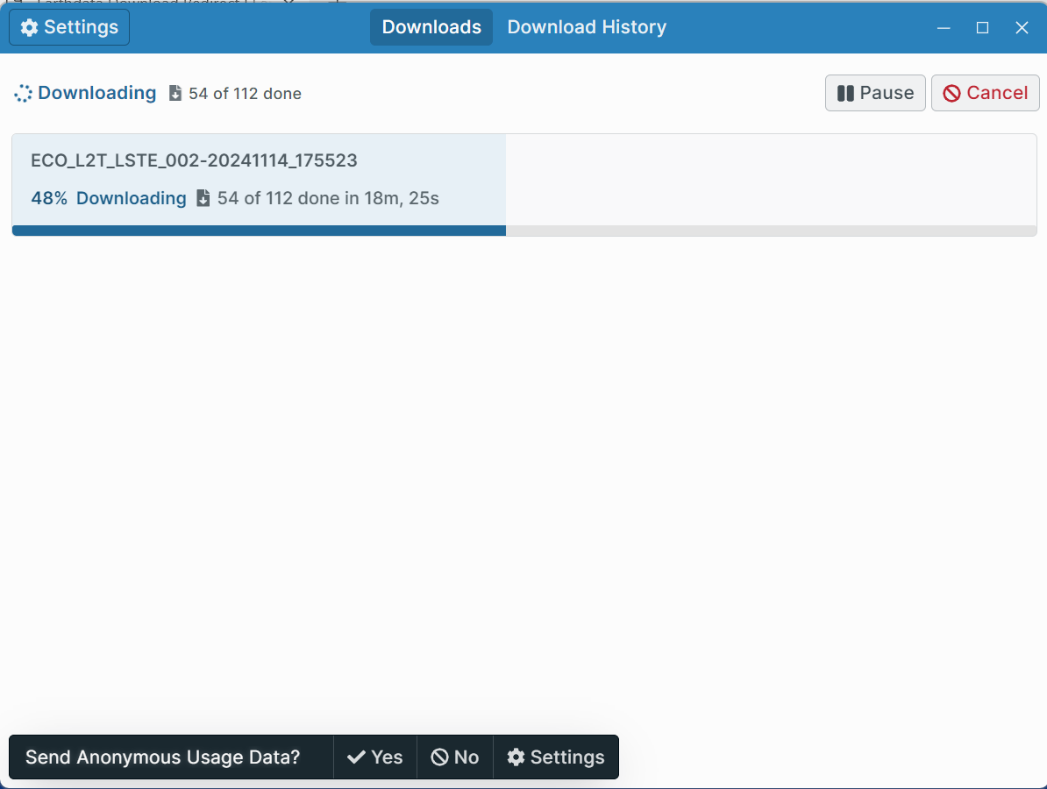 Settings
Downloads
Download History
Downloading 54 of 112 done
Pause
Cancel
ECO_L2T_LSTE_002-20241114_175523
48% Downloading 54 of 112 done in 18m, 25s
Send Anonymous Usage Data?
Yes
No
Settings